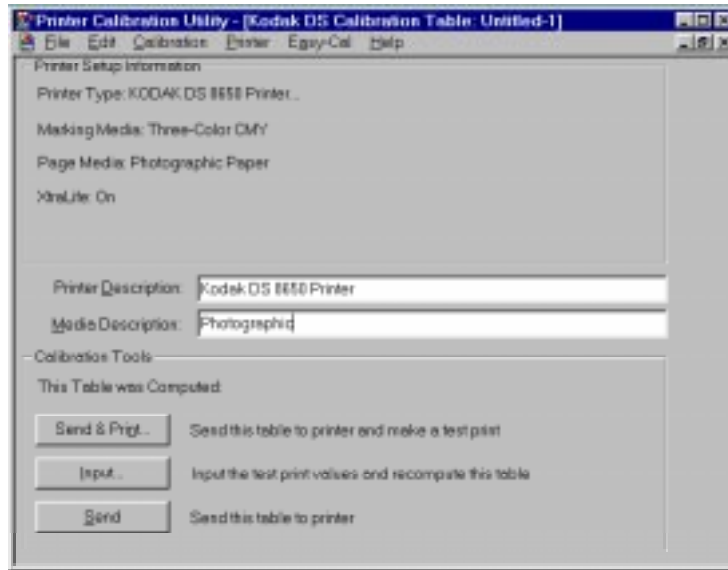 Printer Calibration Utility - [Kodak DS Calibration Table: Untitled-1]
File Edit Calibration Printer Eqsy-Cal Help
Printer Setup Information
Printer Type: KODAK DS 8650 Printer...
Marking Media: Three-Color CMY
Page Media: Photographic Paper
XtraLife: On
Printer Description: Kodak DS 8650 Printer
Media Description: Photographic
Calibration Tools
This Table was Computed:
Send & Print... Send this table to printer and make a test print
Input... Input the test print values and recompute this table
Send Send this table to printer